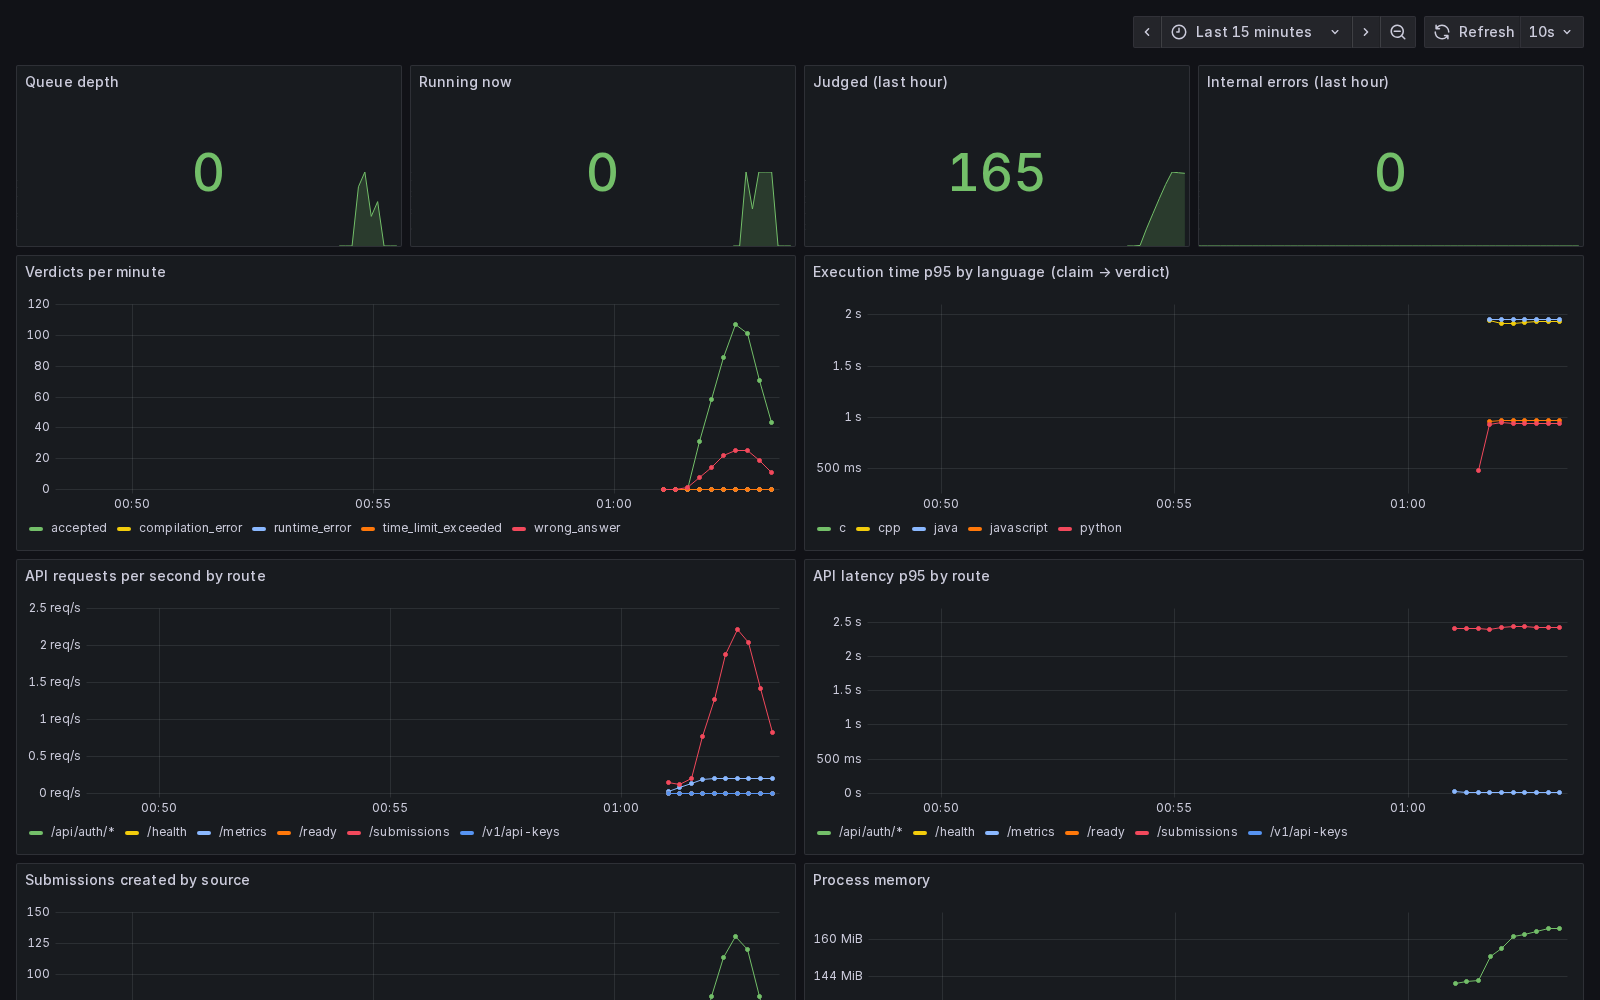 Last 15 minutes
Refresh 10s
Queue depth
0
Running now
0
Judged (last hour)
165
Internal errors (last hour)
0
Verdicts per minute
120
100
80
60
40
20
0
00:50 00:55 01:00
accepted compilation_error runtime_error time_limit_exceeded wrong_answer
Execution time p95 by language (claim → verdict)
2 s
1.5 s
1 s
500 ms
00:50 00:55 01:00
c cpp java javascript python
API requests per second by route
2.5 req/s
2 req/s
1.5 req/s
1 req/s
0.5 req/s
0 req/s
00:50 00:55 01:00
/api/auth/* /health /metrics /ready /submissions /v1/api-keys
API latency p95 by route
2.5 s
2 s
1.5 s
1 s
500 ms
0 s
00:50 00:55 01:00
/api/auth/* /health /metrics /ready /submissions /v1/api-keys
Submissions created by source
150
125
100
Process memory
160 MiB
144 MiB